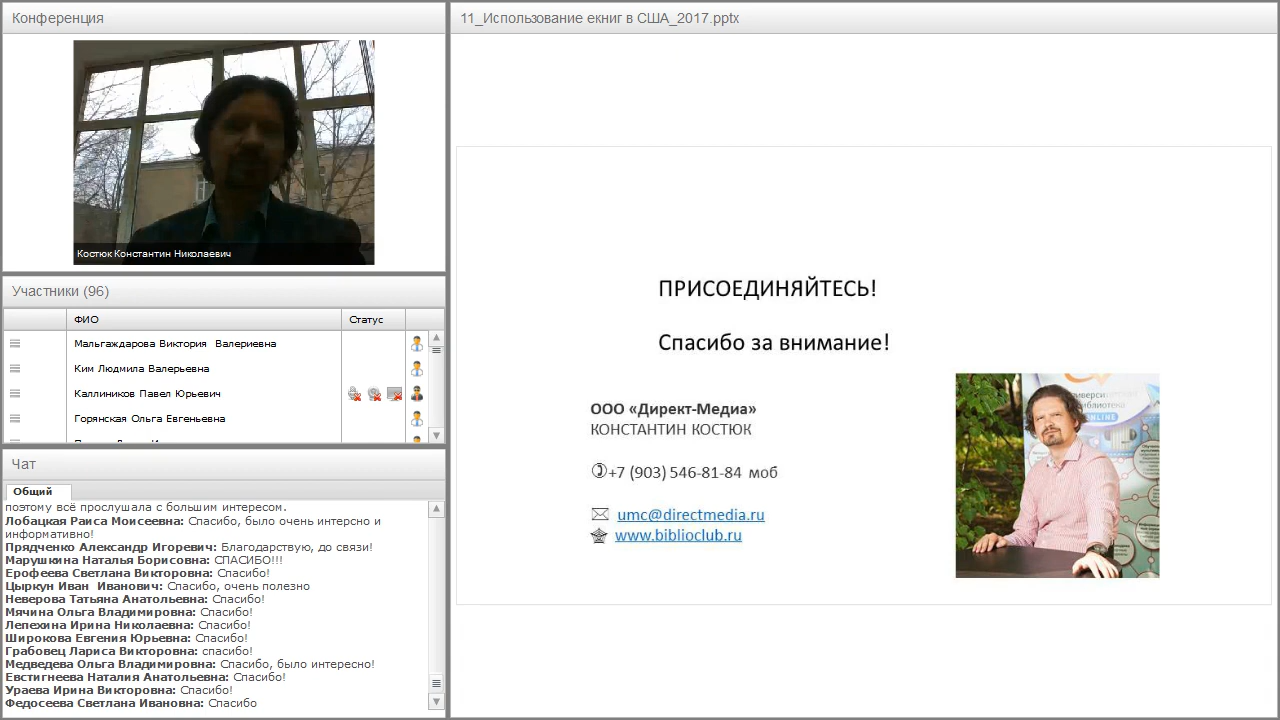 Конференция
Костюк Константин Николаевич
Участники (96)
ФИО
Статус
Мальгаждарова Виктория Валериевна
Ким Людмила Валерьевна
Каллиников Павел Юрьевич
Горянская Ольга Евгеньевна
Чат
Общий
поэтому всё прослушала с большим интересом.
Лобацкая Раиса Моисеевна: Спасибо, было очень интерсно и
информативно!
Прядченко Александр Игоревич: Благодарствую, до связи!
Марушкина Наталья Борисовна: СПАСИБО!!!
Ерофеева Светлана Викторовна: Спасибо!
Цыркун Иван Иванович: Спасибо, очень полезно
Неверова Татьяна Анатольевна: Спасибо!
Мячина Ольга Владимировна: Спасибо!
Лепехина Ирина Николаевна: Спасибо!
Широкова Евгения Юрьевна: Спасибо!
Грабовец Лариса Викторовна: спасибо!
Медведева Ольга Владимировна: Спасибо, было интересно!
Евстигнеева Наталия Анатольевна: Спасибо!
Ураева Ирина Викторовна: Спасибо!
Федосеева Светлана Ивановна: Спасибо
11_Использование екниг в США_2017.pptx
ПРИСОЕДИНЯЙТЕСЬ!
Спасибо за внимание!
ООО «Директ-Медиа»
КОНСТАНТИН КОСТЮК
+7 (903) 546-81-84 моб
umc@directmedia.ru
www.biblioclub.ru
ONLINE